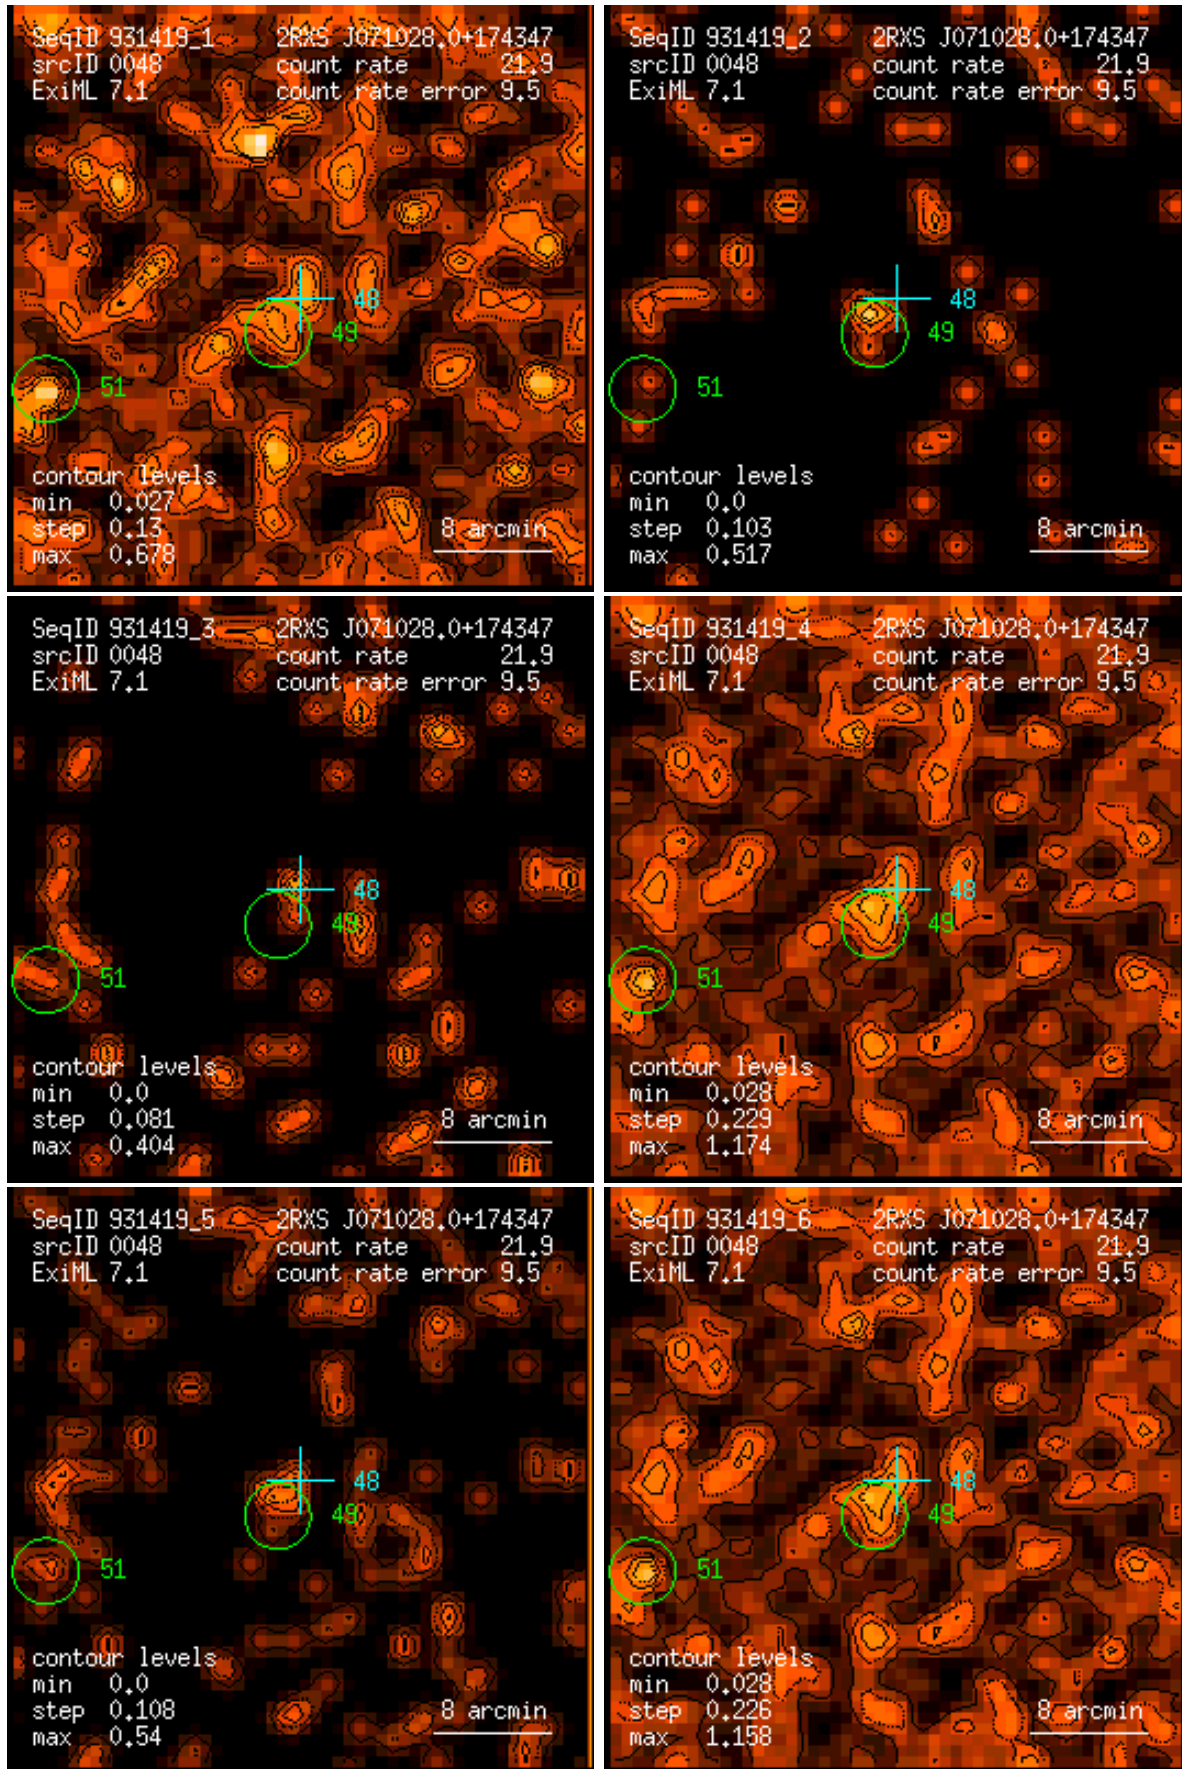 SeqID 931419_1 2RXS J071028.0+174347
srcID 0048 count rate 21.9
ExiML 7.1 count rate error 9.5
48
49
51
contour levels
min 0.027
step 0.13 8 arcmin
max 0.678
SeqID 931419_2 2RXS J071028.0+174347
srcID 0048 count rate 21.9
ExiML 7.1 count rate error 9.5
48
49
51
contour levels
min 0.0
step 0.103 8 arcmin
max 0.517
SeqID 931419_3 2RXS J071028.0+174347
srcID 0048 count rate 21.9
ExiML 7.1 count rate error 9.5
48
49
51
contour levels
min 0.0
step 0.081 8 arcmin
max 0.404
SeqID 931419_4 2RXS J071028.0+174347
srcID 0048 count rate 21.9
ExiML 7.1 count rate error 9.5
48
49
51
contour levels
min 0.028
step 0.229 8 arcmin
max 1.174
SeqID 931419_5 2RXS J071028.0+174347
srcID 0048 count rate 21.9
ExiML 7.1 count rate error 9.5
48
49
51
contour levels
min 0.0
step 0.108 8 arcmin
max 0.54
SeqID 931419_6 2RXS J071028.0+174347
srcID 0048 count rate 21.9
ExiML 7.1 count rate error 9.5
48
49
51
contour levels
min 0.028
step 0.226 8 arcmin
max 1.158